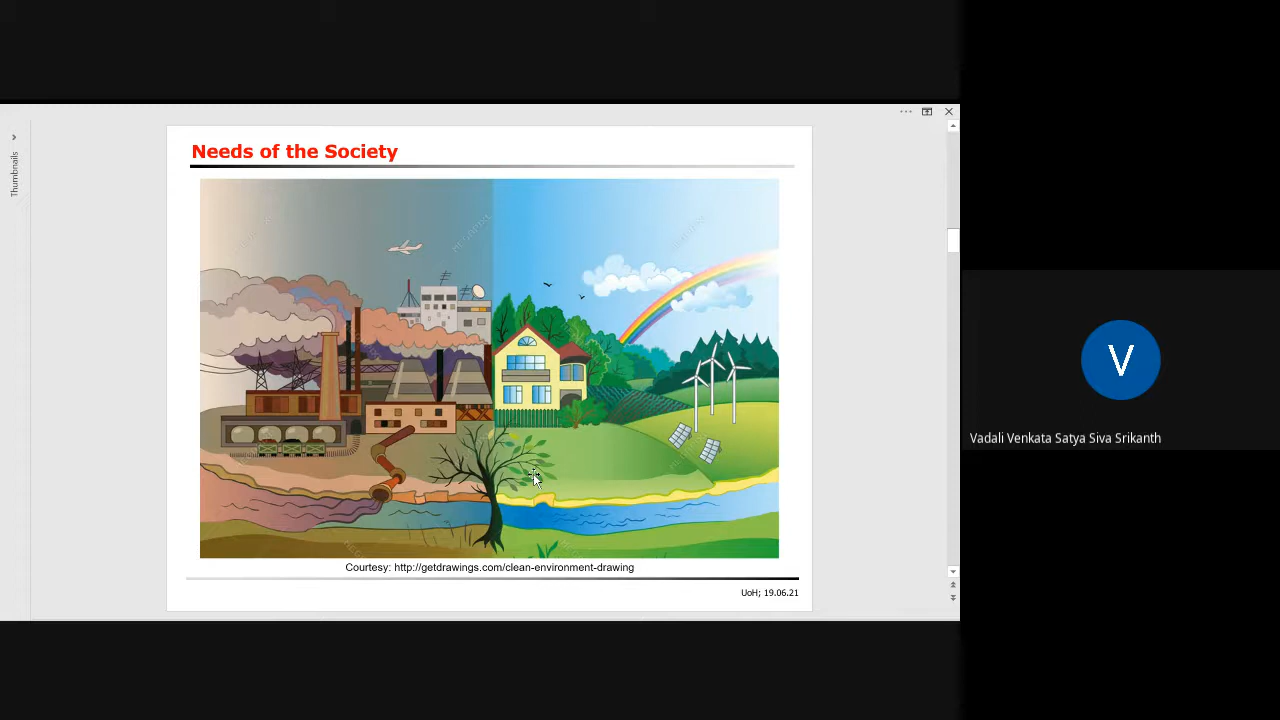 Needs of the Society
Thumbnails
MEGAPIXL
Courtesy: http://getdrawings.com/clean-environment-drawing
UoH; 19.06.21
V
Vadali Venkata Satya Siva Srikanth